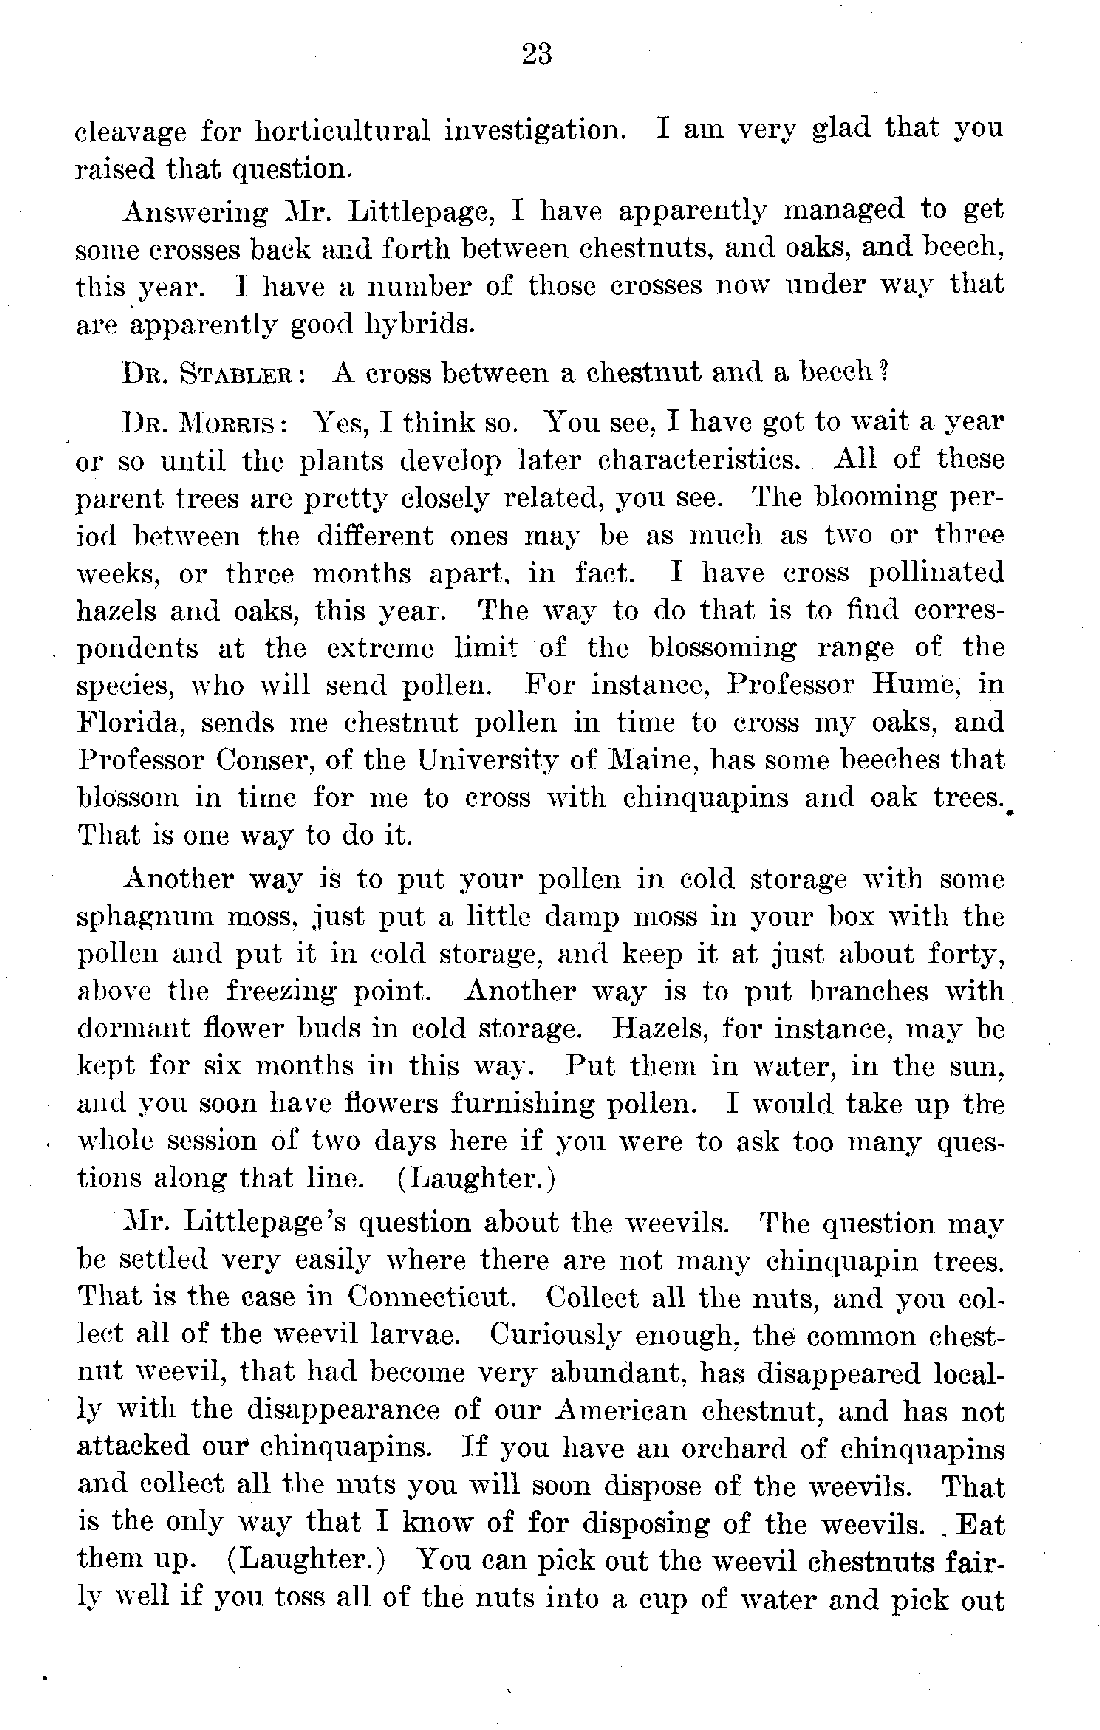 23
cleavage for horticultural investigation. I am very glad that you
raised that question.
Answering Mr. Littlepage, I have apparently managed to get
some crosses back and forth between chestnuts, and oaks, and beech,
this year. I have a number of those crosses now under way that
are apparently good hybrids.
DR. STABLER: A cross between a chestnut and a beech?
DR. MORRIS: Yes, I think so. You see, I have got to wait a year
or so until the plants develop later characteristics. All of these
parent trees are pretty closely related, you see. The blooming per-
iod between the different ones may be as much as two or three
weeks, or three months apart, in fact. I have cross pollinated
hazels and oaks, this year. The way to do that is to find corres-
pondents at the extreme limit of the blossoming range of the
species, who will send pollen. For instance, Professor Hume, in
Florida, sends me chestnut pollen in time to cross my oaks, and
Professor Conser, of the University of Maine, has some beeches that
blossom in time for me to cross with chinquapins and oak trees.
That is one way to do it.
Another way is to put your pollen in cold storage with some
sphagnum moss, just put a little damp moss in your box with the
pollen and put it in cold storage, and keep it at just about forty,
above the freezing point. Another way is to put branches with
dormant flower buds in cold storage. Hazels, for instance, may be
kept for six months in this way. Put them in water, in the sun,
and you soon have flowers furnishing pollen. I would take up the
whole session of two days here if you were to ask too many ques-
tions along that line. (Laughter.)
Mr. Littlepage's question about the weevils. The question may
be settled very easily where there are not many chinquapin trees.
That is the case in Connecticut. Collect all the nuts, and you col-
lect all of the weevil larvae. Curiously enough, the common chest-
nut weevil, that had become very abundant, has disappeared local-
ly with the disappearance of our American chestnut, and has not
attacked our chinquapins. If you have an orchard of chinquapins
and collect all the nuts you will soon dispose of the weevils. That
is the only way that I know of for disposing of the weevils. Eat
them up. (Laughter.) You can pick out the weevil chestnuts fair-
ly well if you toss all of the nuts into a cup of water and pick out